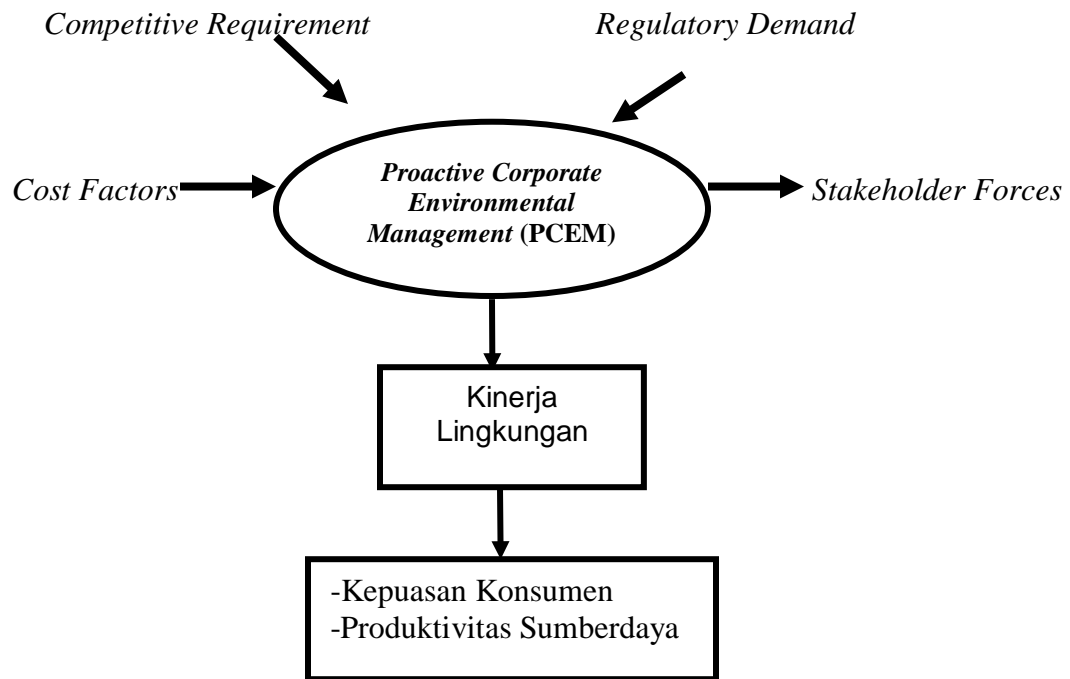 Competitive Requirement
Regulatory Demand
Cost Factors
Proactive Corporate
Environmental
Management (PCEM)
Stakeholder Forces
Kinerja
Lingkungan
-Kepuasan Konsumen
-Produktivitas Sumberdaya